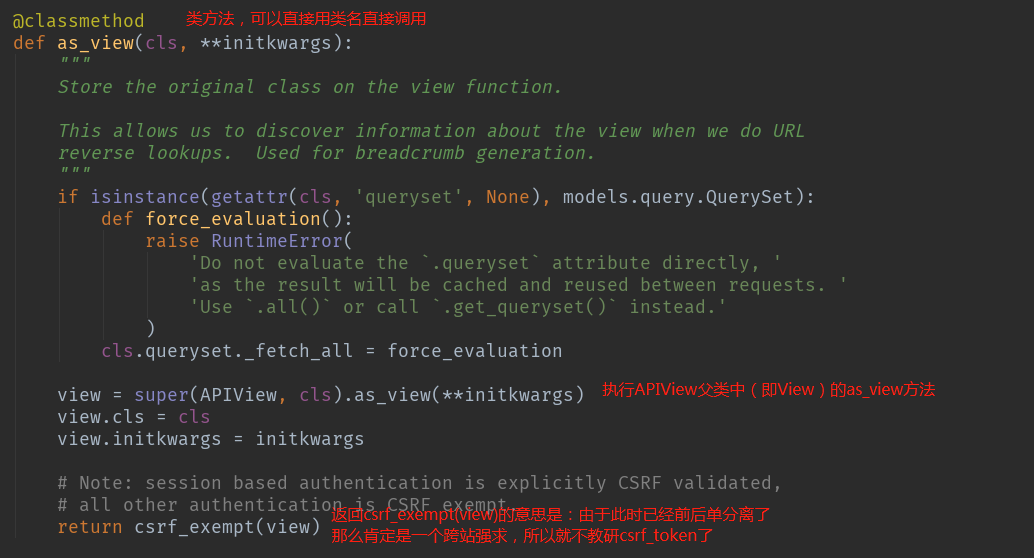 @classmethod 类方法，可以直接用类名直接调用
def as_view(cls, **initkwargs):
"""
Store the original class on the view function.
This allows us to discover information about the view when we do URL
reverse lookups.  Used for breadcrumb generation.
"""
if isinstance(getattr(cls, 'queryset', None), models.query.QuerySet):
def force_evaluation():
raise RuntimeError(
'Do not evaluate the `.queryset` attribute directly, '
'as the result will be cached and reused between requests. '
'Use `.all()` or call `.get_queryset()` instead.'
)
cls.queryset._fetch_all = force_evaluation
view = super(APIView, cls).as_view(**initkwargs) 执行APIView父类中（即View）的as_view方法
view.cls = cls
view.initkwargs = initkwargs
# Note: session based authentication is explicitly CSRF validated,
# all other authentication is CSRF exempt.
return csrf_exempt(view) 返回csrf_exempt(view)的意思是：由于此时已经前后单分离了
那么肯定是一个跨站强求，所以就不教研csrf_token了